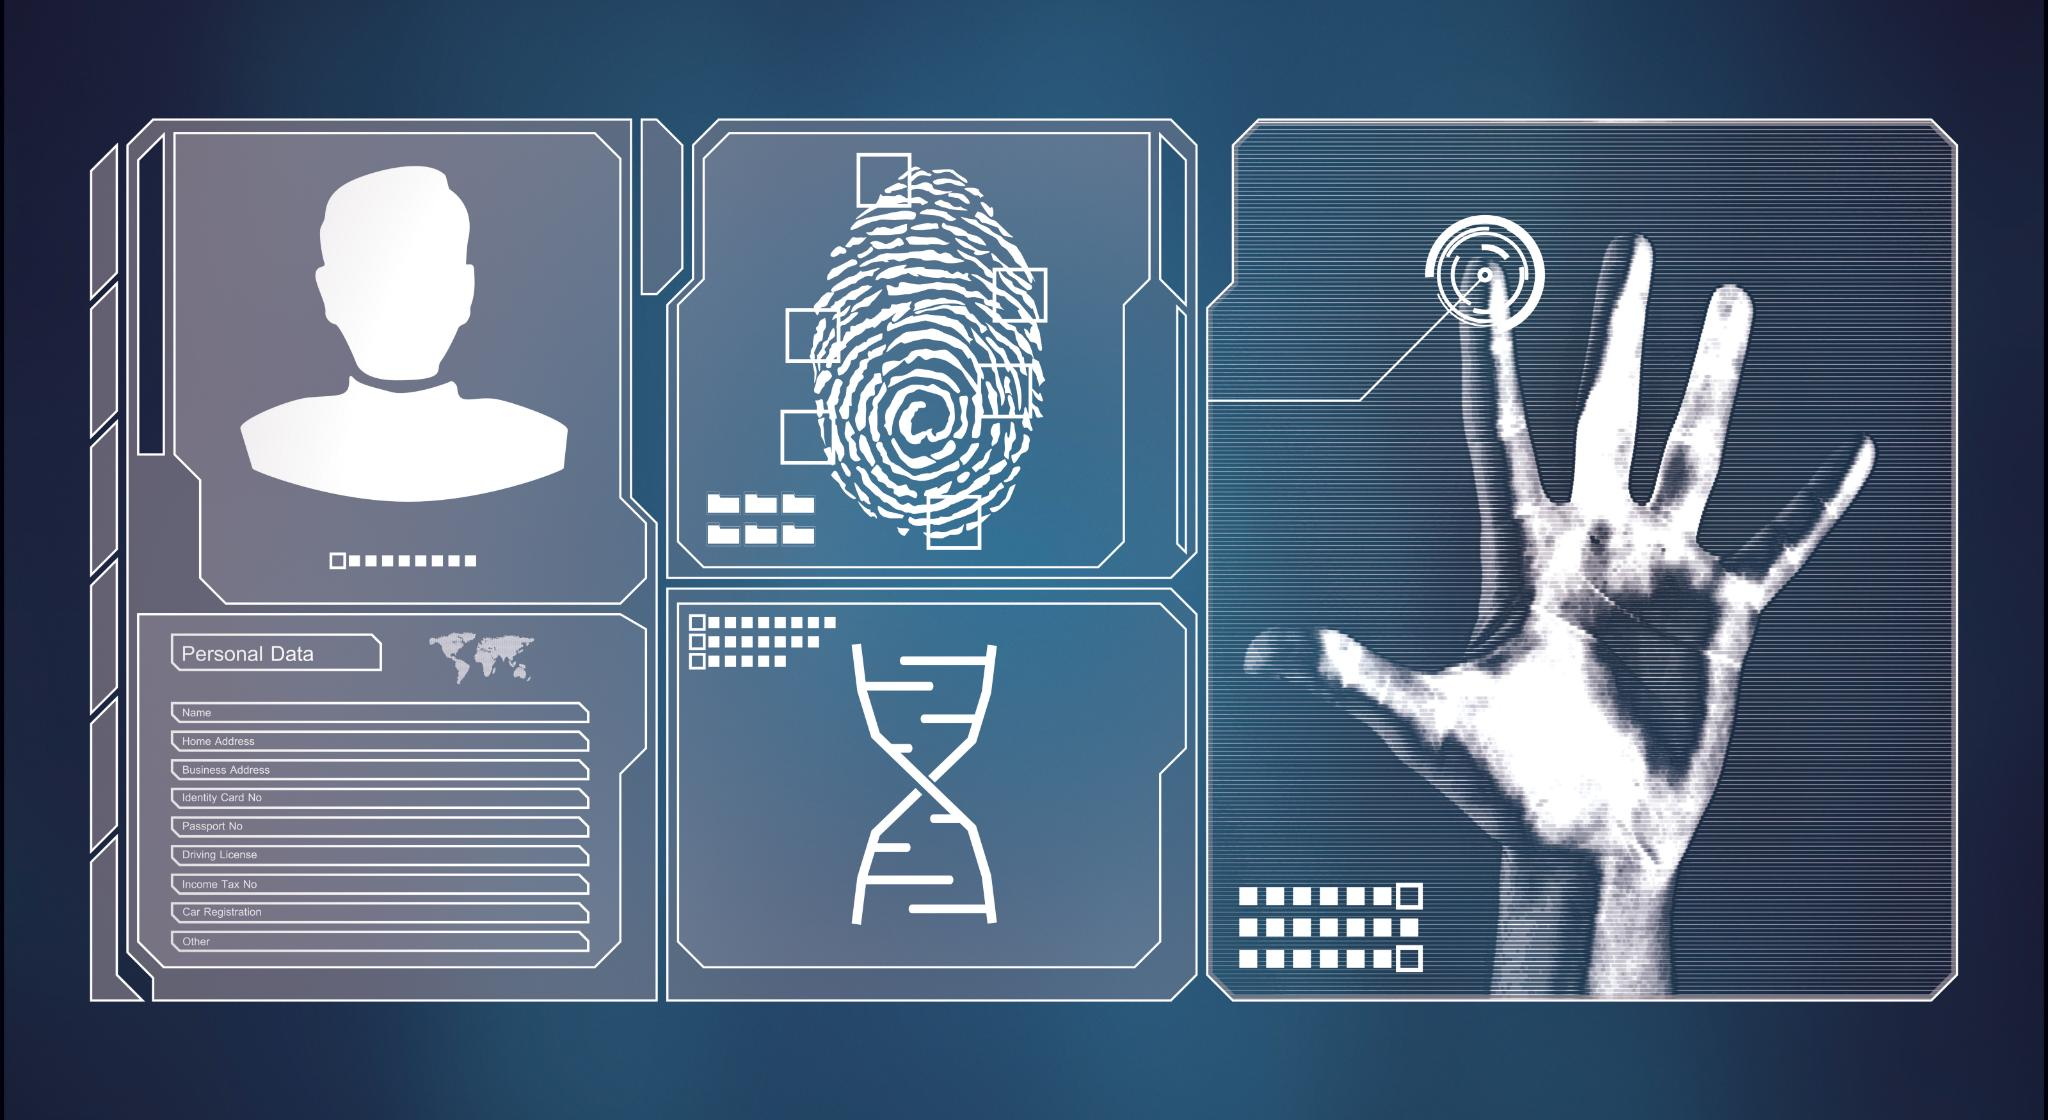 Personal Data
Name
Home Address
Business Address
Identity Card No
Passport No
Driving License
Income Tax No
Car Registration
Other